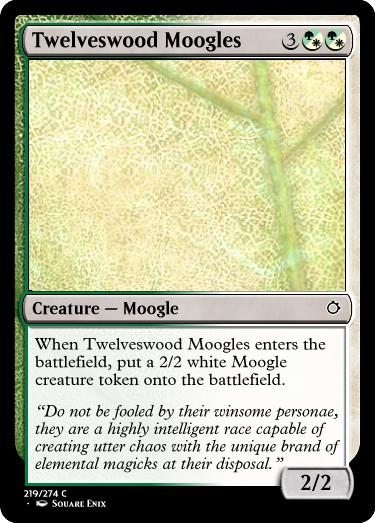 Twelveswood Moogles 3
Creature — Moogle
When Twelveswood Moogles enters the
battlefield, put a 2/2 white Moogle
creature token onto the battlefield.
“Do not be fooled by their winsome personae,
they are a highly intelligent race capable of
creating utter chaos with the unique brand of
elemental magicks at their disposal.”
2/2
219/274 C
· Square Enix